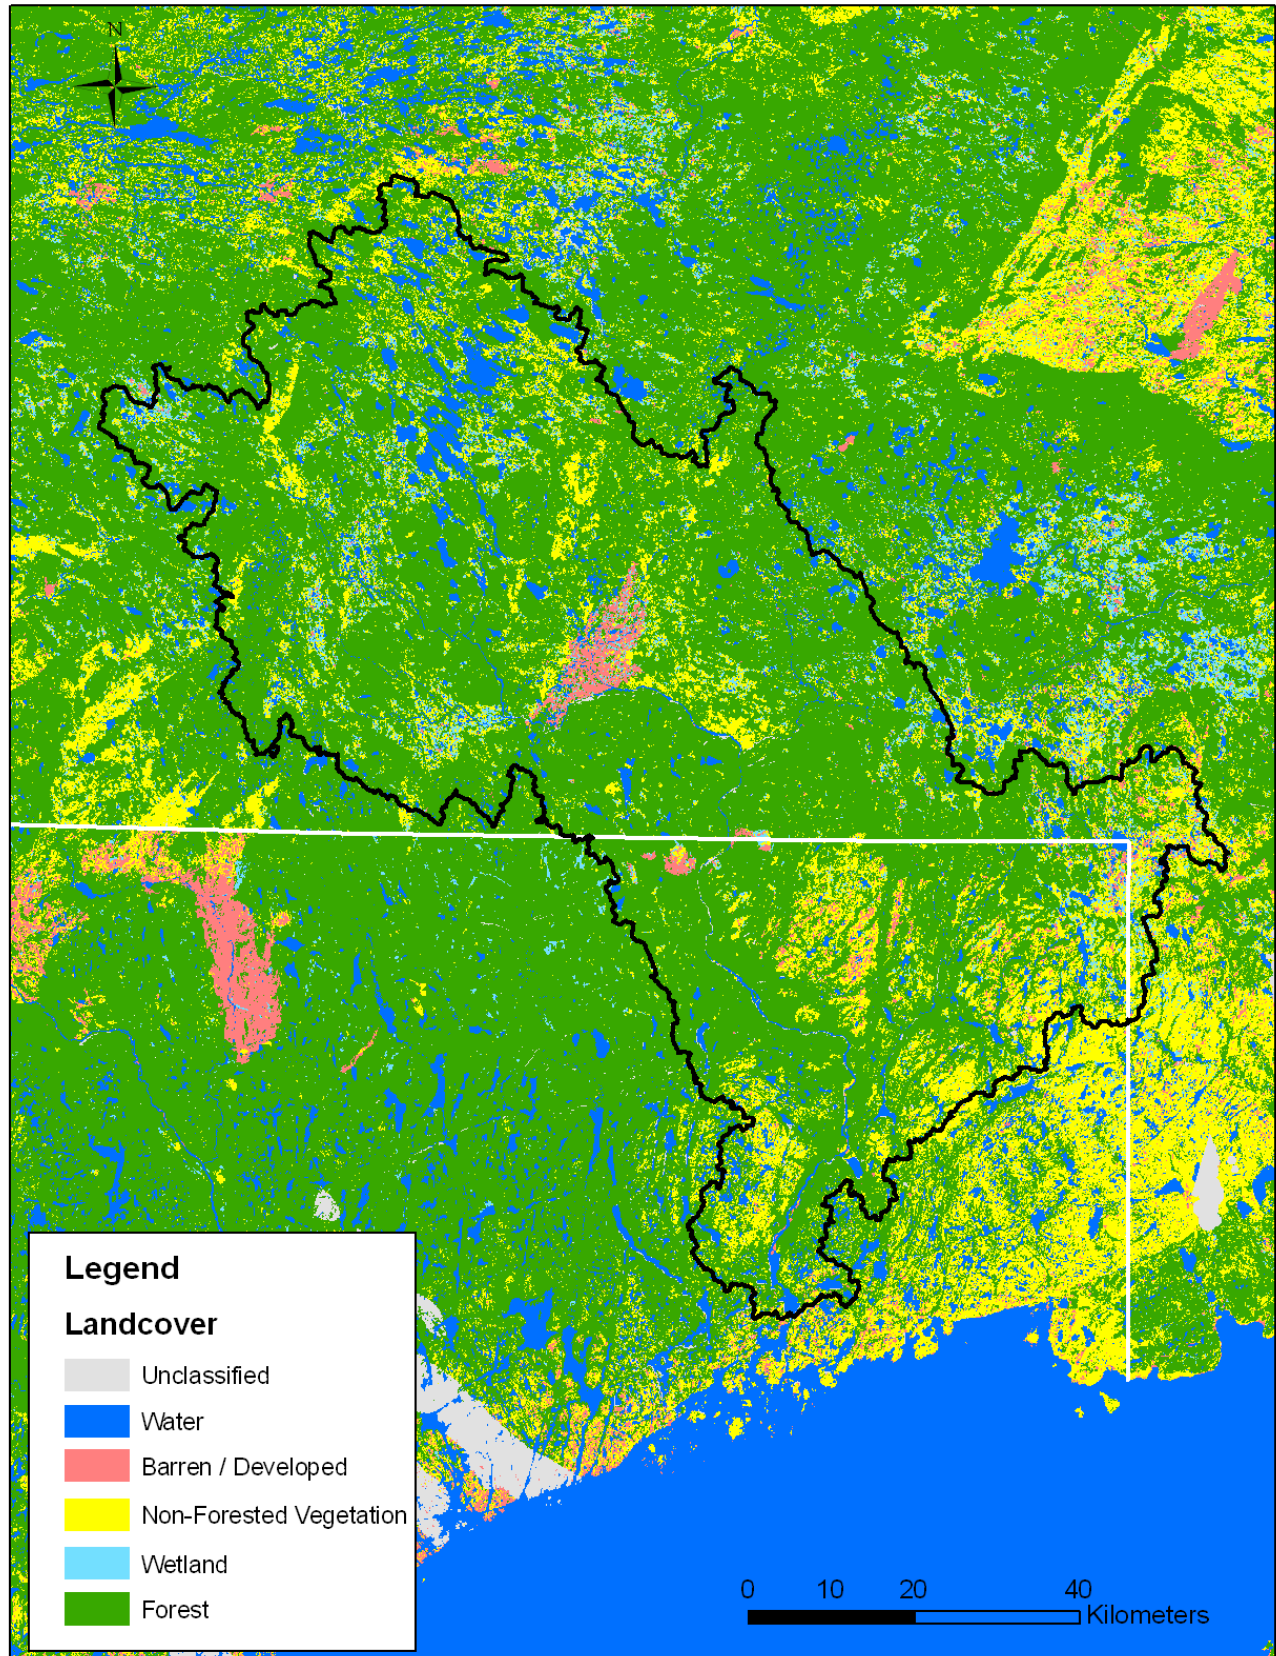 N
Legend
Landcover
Unclassified
Water
Barren / Developed
Non-Forested Vegetation
Wetland
Forest
0 10 20 40
Kilometers